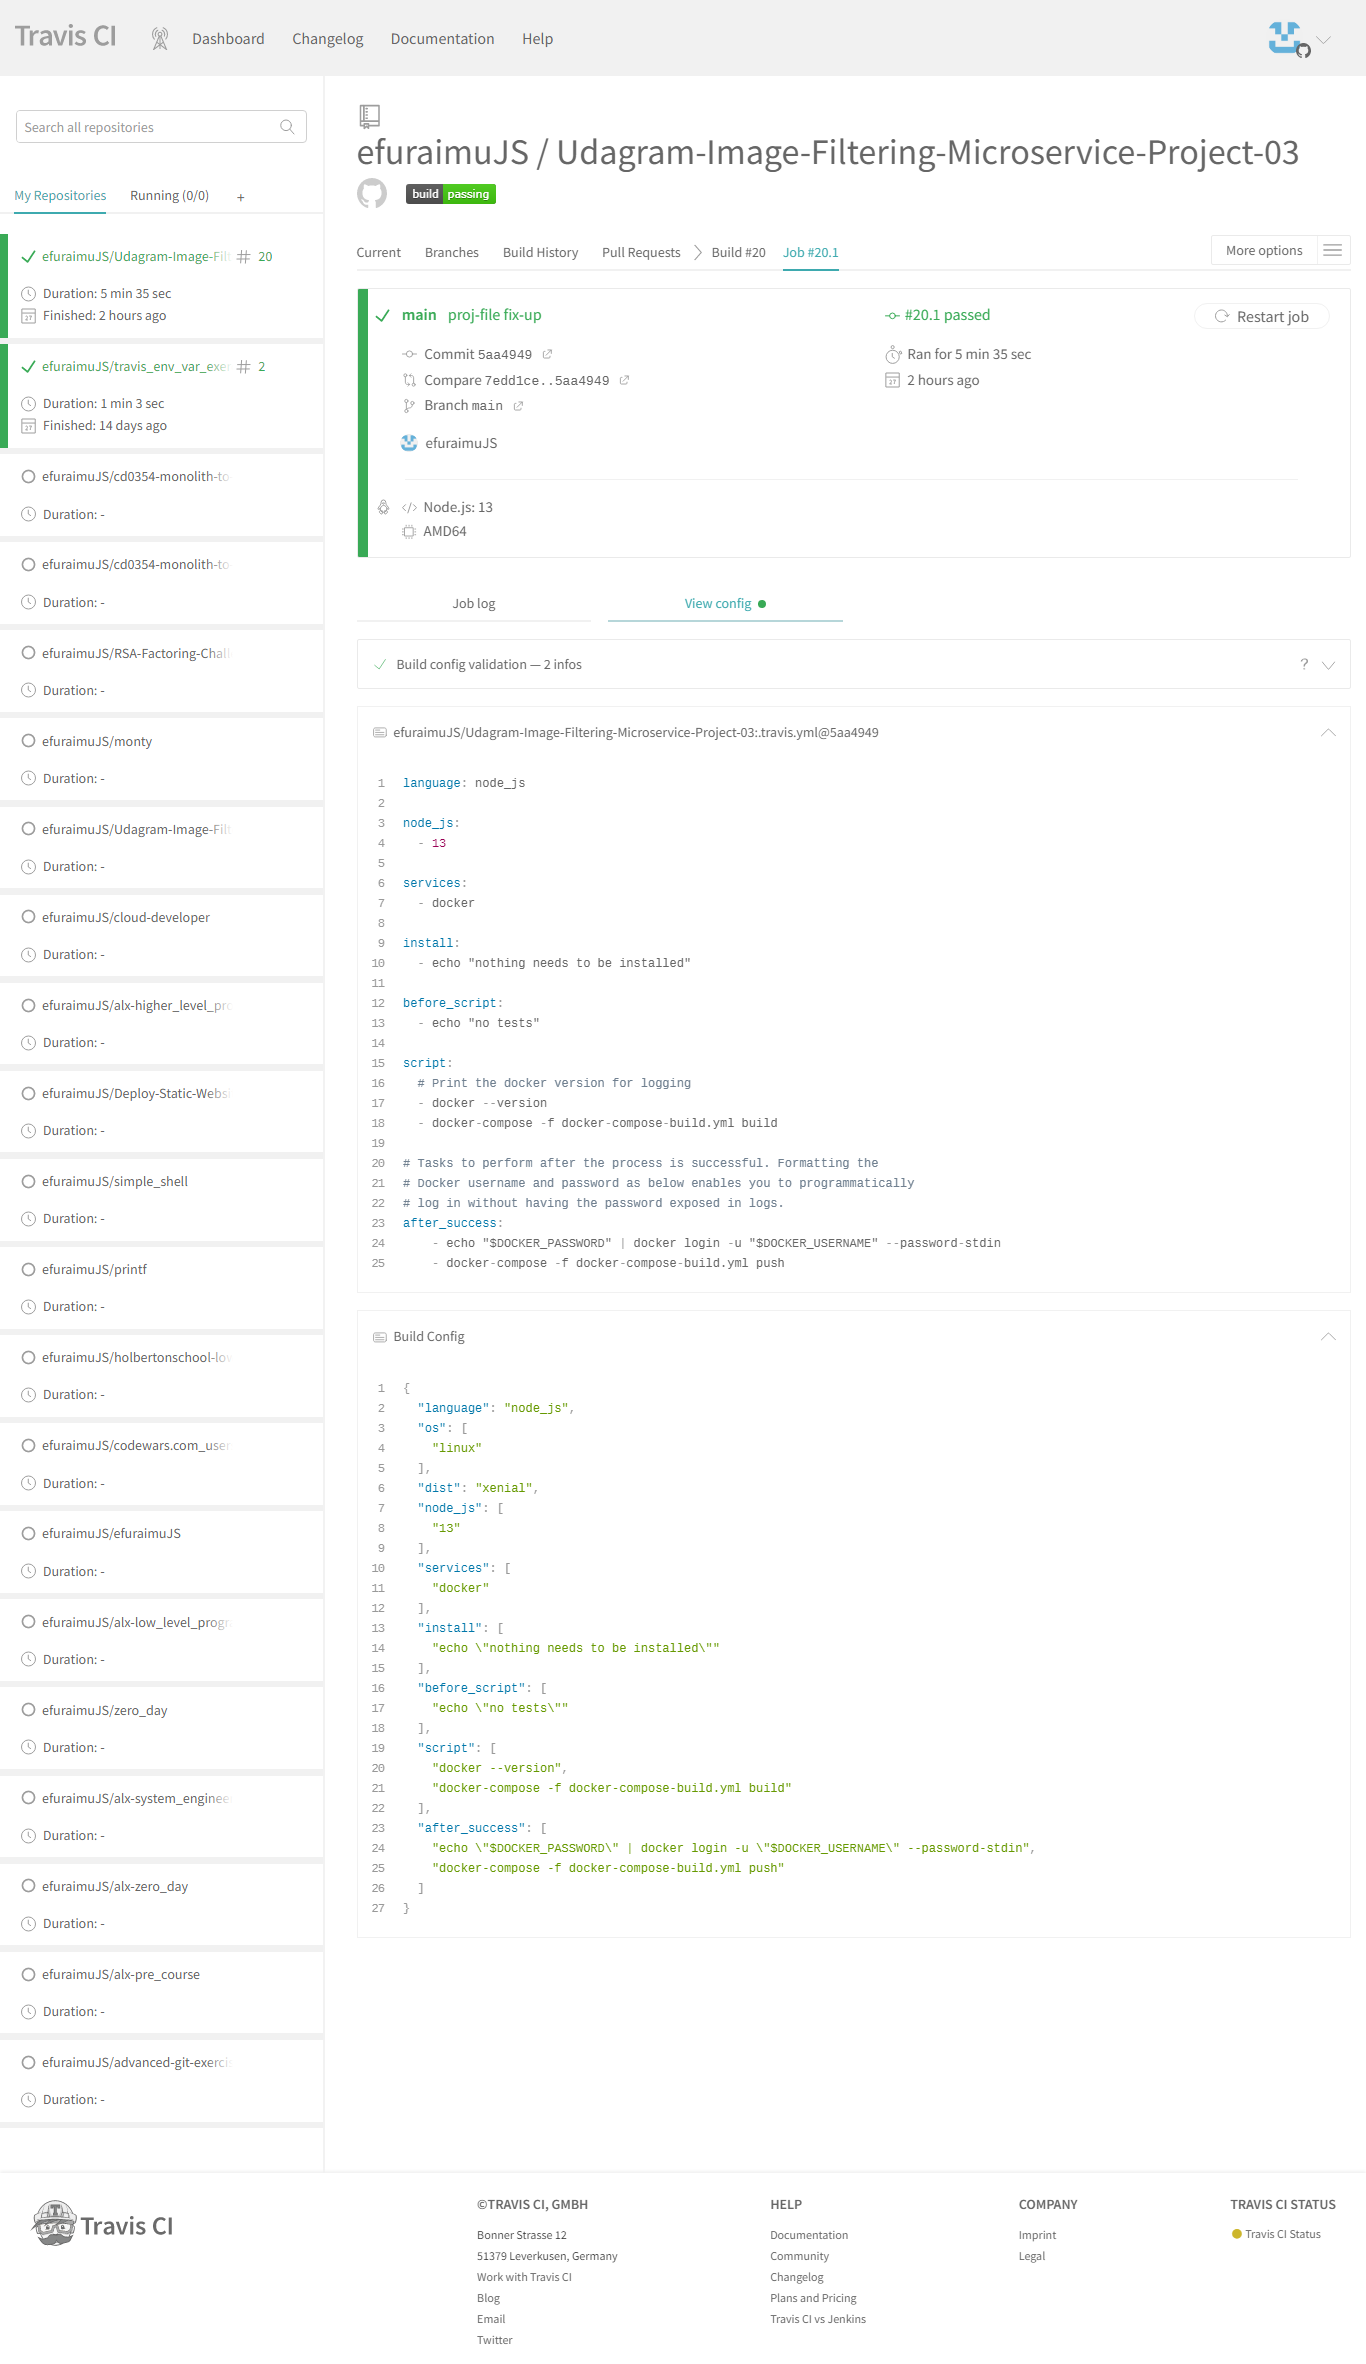 Travis CI
Dashboard
Changelog
Documentation
Help
Search all repositories
My Repositories
Running (0/0)
+
efuraimuJS/Udagram-Image-Fil
# 20
Duration: 5 min 35 sec
Finished: 2 hours ago
efuraimuJS/travis_env_var_exer
# 2
Duration: 1 min 3 sec
Finished: 14 days ago
efuraimuJS/cd0354-monolith-to-
Duration: -
efuraimuJS/cd0354-monolith-to-
Duration: -
efuraimuJS/RSA-Factoring-Chall
Duration: -
efuraimuJS/monty
Duration: -
efuraimuJS/Udagram-Image-Fil
Duration: -
efuraimuJS/cloud-developer
Duration: -
efuraimuJS/alx-higher_level_pro
Duration: -
efuraimuJS/Deploy-Static-Websi
Duration: -
efuraimuJS/simple_shell
Duration: -
efuraimuJS/printf
Duration: -
efuraimuJS/holbertonschool-low
Duration: -
efuraimuJS/codewars.com_user
Duration: -
efuraimuJS/efuraimuJS
Duration: -
efuraimuJS/alx-low_level_progra
Duration: -
efuraimuJS/zero_day
Duration: -
efuraimuJS/alx-system_enginee
Duration: -
efuraimuJS/alx-zero_day
Duration: -
efuraimuJS/alx-pre_course
Duration: -
efuraimuJS/advanced-git-exerci
Duration: -
efuraimuJS / Udagram-Image-Filtering-Microservice-Project-03
build passing
Current
Branches
Build History
Pull Requests
Build #20
Job #20.1
More options
main proj-file fix-up
Commit 5aa4949
Compare 7edd1ce..5aa4949
Branch main
efuraimuJS
#20.1 passed
Ran for 5 min 35 sec
2 hours ago
Restart job
Node.js: 13
AMD64
Job log
View config
Build config validation — 2 infos
?
efuraimuJS/Udagram-Image-Filtering-Microservice-Project-03:.travis.yml@5aa4949
1 language: node_js
2
3 node_js:
4   - 13
5
6 services:
7   - docker
8
9 install:
10   - echo "nothing needs to be installed"
11
12 before_script:
13   - echo "no tests"
14
15 script:
16   # Print the docker version for logging
17   - docker --version
18   - docker-compose -f docker-compose-build.yml build
19
20 # Tasks to perform after the process is successful. Formatting the
21 # Docker username and password as below enables you to programmatically
22 # log in without having the password exposed in logs.
23 after_success:
24     - echo "$DOCKER_PASSWORD" | docker login -u "$DOCKER_USERNAME" --password-stdin
25     - docker-compose -f docker-compose-build.yml push
Build Config
1 {
2   "language": "node_js",
3   "os": [
4     "linux"
5   ],
6   "dist": "xenial",
7   "node_js": [
8     "13"
9   ],
10   "services": [
11     "docker"
12   ],
13   "install": [
14     "echo \"nothing needs to be installed\""
15   ],
16   "before_script": [
17     "echo \"no tests\""
18   ],
19   "script": [
20     "docker --version",
21     "docker-compose -f docker-compose-build.yml build"
22   ],
23   "after_success": [
24     "echo \"$DOCKER_PASSWORD\" | docker login -u \"$DOCKER_USERNAME\" --password-stdin",
25     "docker-compose -f docker-compose-build.yml push"
26   ]
27 }
Travis CI
©TRAVIS CI, GMBH
Bonner Strasse 12
51379 Leverkusen, Germany
Work with Travis CI
Blog
Email
Twitter
HELP
Documentation
Community
Changelog
Plans and Pricing
Travis CI vs Jenkins
COMPANY
Imprint
Legal
TRAVIS CI STATUS
Travis CI Status